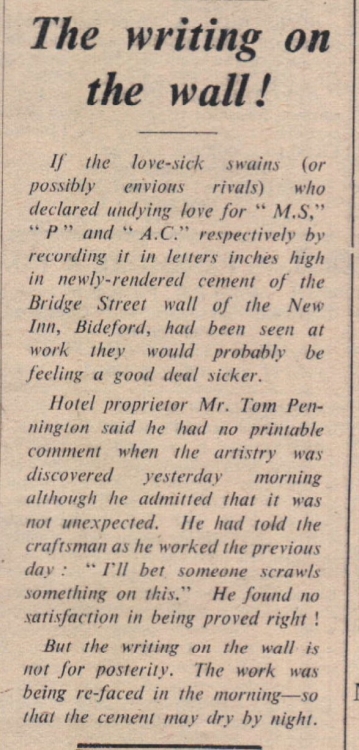 The writing on
the wall!
If the love-sick swains (or
possibly envious rivals) who
declared undying love for “ M.S,”
“ P ” and “ A.C.” respectively by
recording it in letters inches high
in newly-rendered cement of the
Bridge Street wall of the New
Inn, Bideford, had been seen at
work they would probably be
feeling a good deal sicker.
Hotel proprietor Mr. Tom Pen-
nington said he had no printable
comment when the artistry was
discovered yesterday morning
although he admitted that it was
not unexpected. He had told the
craftsman as he worked the previous
day : “ I’ll bet someone scrawls
something on this.” He found no
satisfaction in being proved right !
But the writing on the wall is
not for posterity. The work was
being re-faced in the morning—so
that the cement may dry by night.